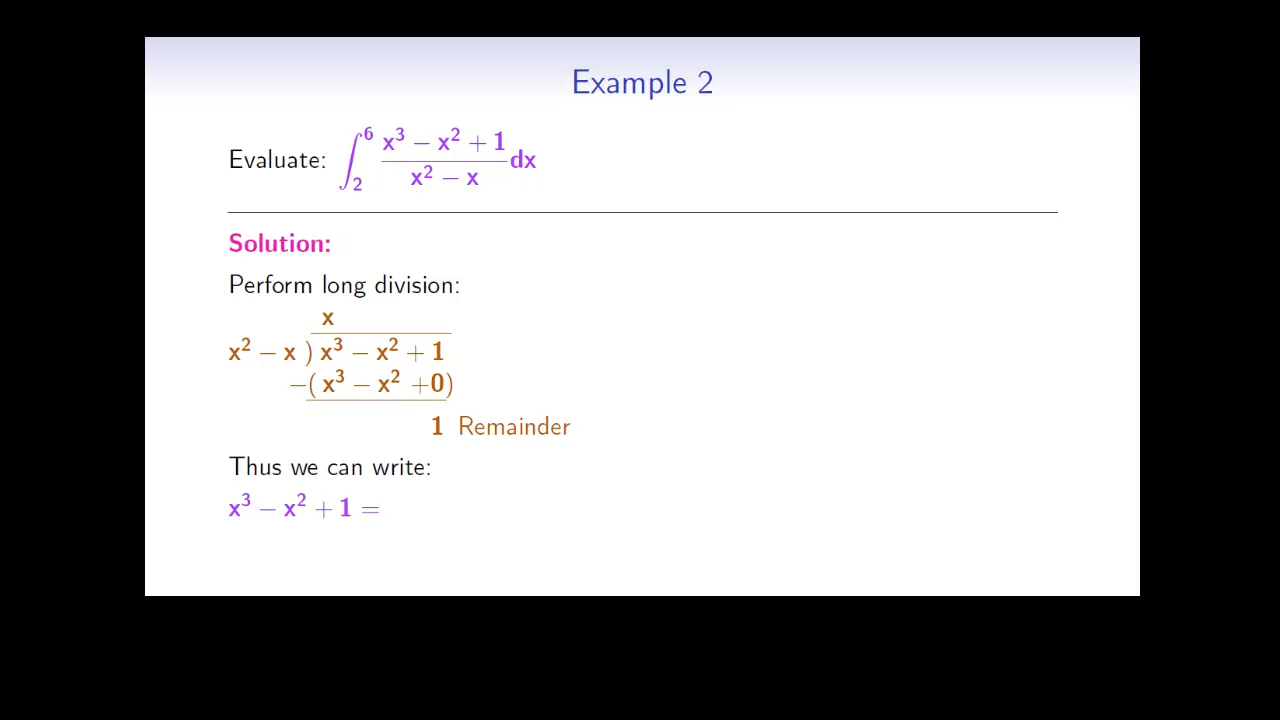 Example 2
Evaluate: ∫₂⁶ (x³ − x² + 1)/(x² − x) dx
Solution:
Perform long division:
x
x² − x ) x³ − x² + 1
−( x³ − x² +0)
1 Remainder
Thus we can write:
x³ − x² + 1 =